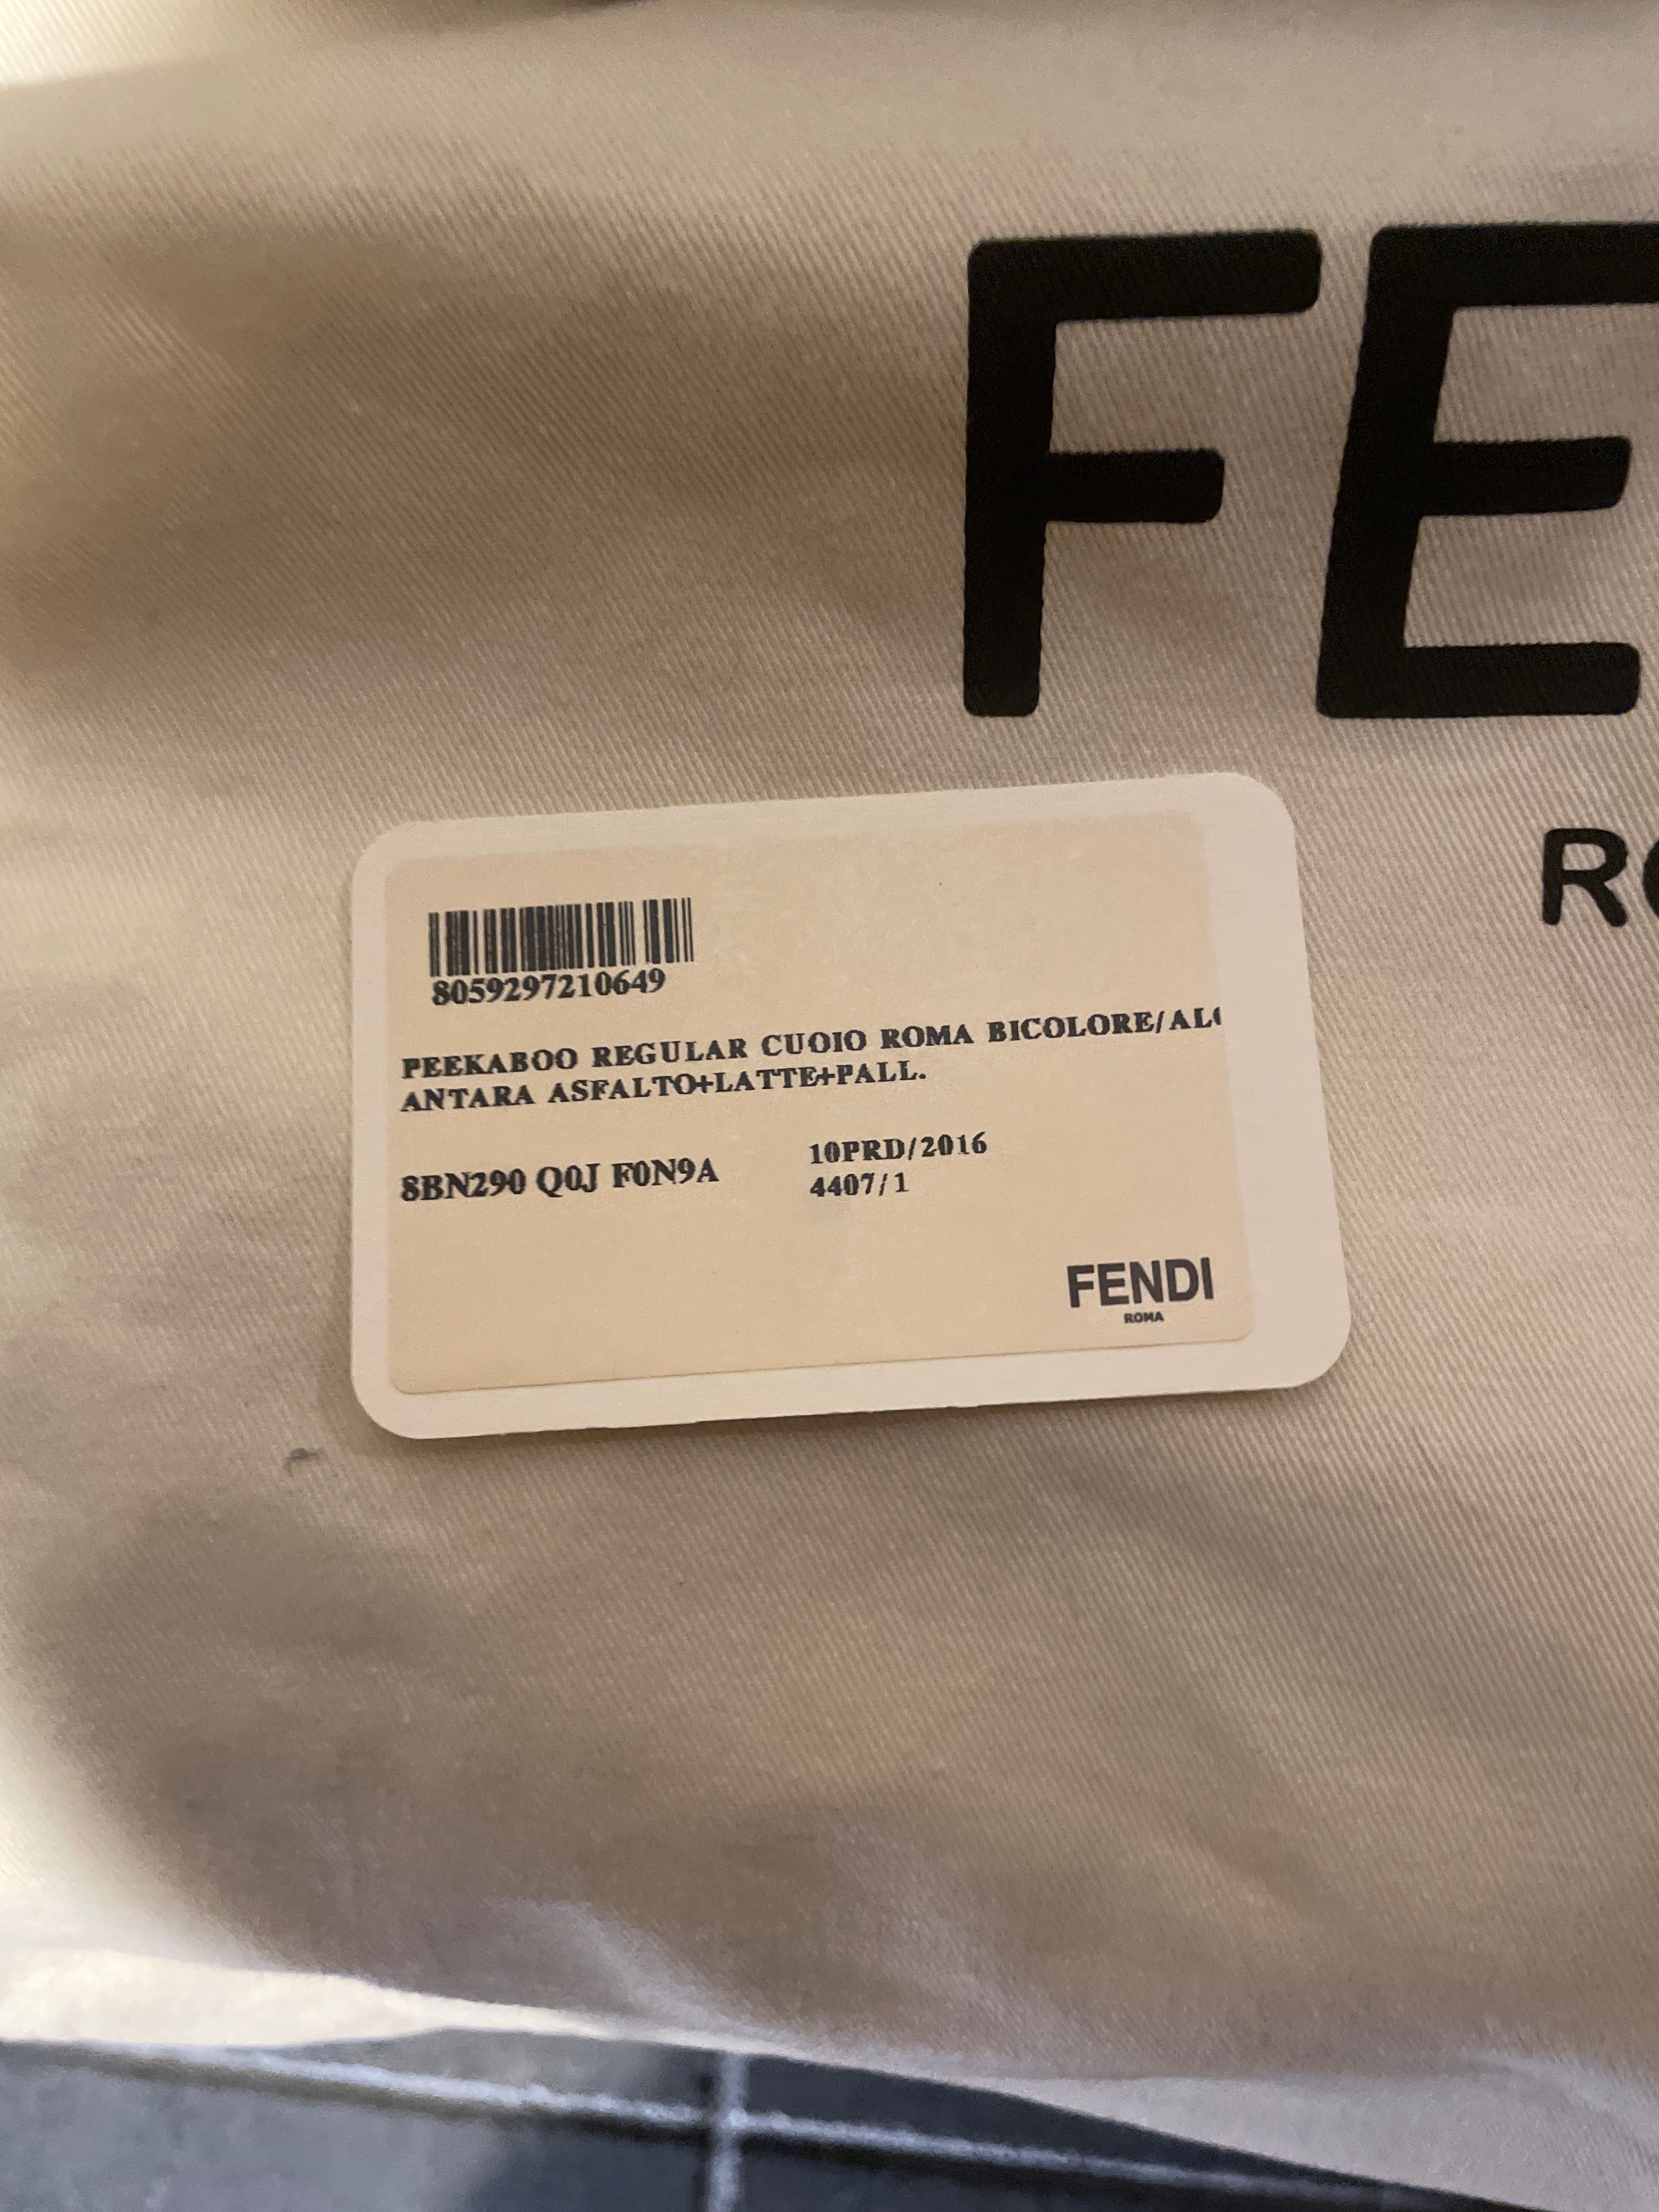 FE
RO
8059297210649
PEEKABOO REGULAR CUOIO ROMA BICOLORE/ALC
ANTARA ASFALTO+LATTE+PALL.
8BN290 Q0J F0N9A
10PRD/2016
4407/1
FENDI
ROMA